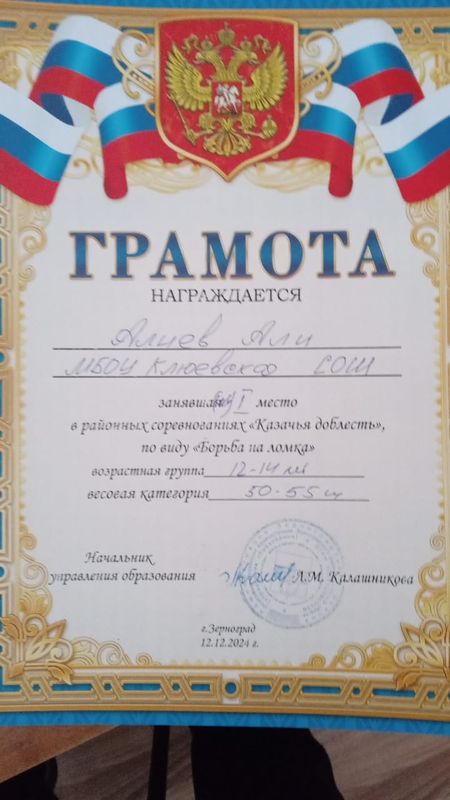 ГРАМОТА
НАГРАЖДАЕТСЯ
Алиев Али
МБОУ Клюевская СОШ
занявшая I место
в районных соревнованиях «Казачья доблесть»,
по виду «Борьба на ломка»
возрастная группа 12-14 лет
весовая категория 50-55 кг
Начальник
управления образования А.М. Калашникова
г.Зерноград
12.12.2024 г.